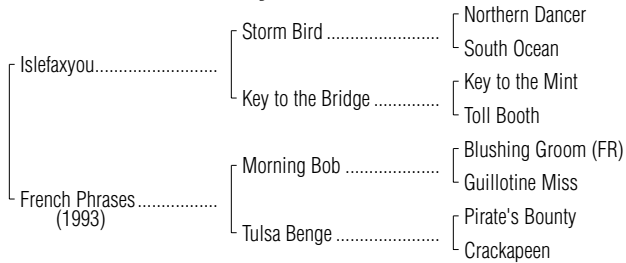 Northern Dancer
Storm Bird ........................
South Ocean
Islefaxyou..........................
Key to the Mint
Key to the Bridge ..............
Toll Booth
Blushing Groom (FR)
Morning Bob ....................
Guillotine Miss
French Phrases.................
(1993)
Pirate's Bounty
Tulsa Benge ......................
Crackapeen